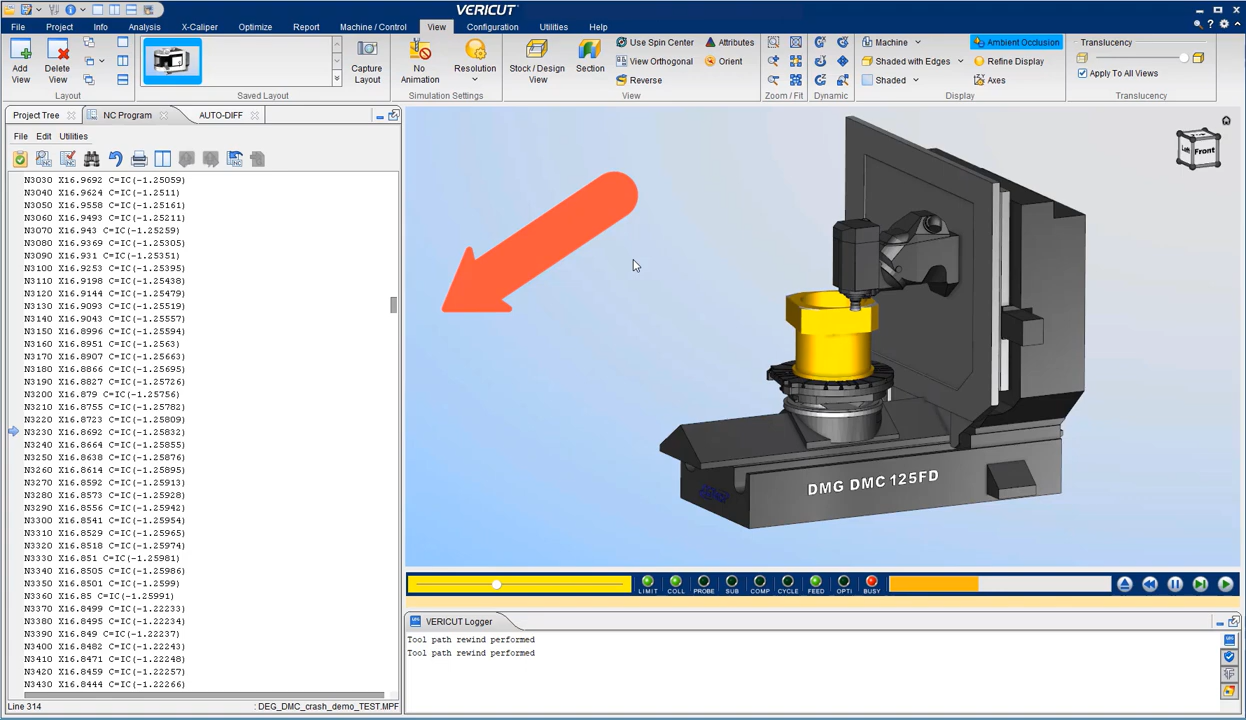 VERICUT
File Project Info Analysis X-Caliper Optimize Report Machine / Control View Configuration Utilities Help
Add View
Delete View
Layout
Saved Layout
Capture Layout
No Animation
Resolution
Simulation Settings
Stock / Design View
Section
Use Spin Center
View Orthogonal
Reverse
Attributes
Orient
View
Zoom / Fit
Dynamic
Machine
Shaded with Edges
Shaded
Ambient Occlusion
Refine Display
Axes
Display
Translucency
Apply To All Views
Translucency
Project Tree NC Program AUTO-DIFF
File Edit Utilities
N3030 X16.9692 C=IC(-1.25059)
N3040 X16.9624 C=IC(-1.2511)
N3050 X16.9558 C=IC(-1.25161)
N3060 X16.9493 C=IC(-1.25211)
N3070 X16.943 C=IC(-1.25259)
N3080 X16.9369 C=IC(-1.25305)
N3090 X16.931 C=IC(-1.25351)
N3100 X16.9253 C=IC(-1.25395)
N3110 X16.9198 C=IC(-1.25438)
N3120 X16.9144 C=IC(-1.25479)
N3130 X16.9093 C=IC(-1.25519)
N3140 X16.9043 C=IC(-1.25557)
N3150 X16.8996 C=IC(-1.25594)
N3160 X16.8951 C=IC(-1.2563)
N3170 X16.8907 C=IC(-1.25663)
N3180 X16.8866 C=IC(-1.25695)
N3190 X16.8827 C=IC(-1.25726)
N3200 X16.879 C=IC(-1.25756)
N3210 X16.8755 C=IC(-1.25782)
N3220 X16.8723 C=IC(-1.25809)
N3230 X16.8692 C=IC(-1.25832)
N3240 X16.8664 C=IC(-1.25855)
N3250 X16.8638 C=IC(-1.25876)
N3260 X16.8614 C=IC(-1.25895)
N3270 X16.8592 C=IC(-1.25913)
N3280 X16.8573 C=IC(-1.25928)
N3290 X16.8556 C=IC(-1.25942)
N3300 X16.8541 C=IC(-1.25954)
N3310 X16.8529 C=IC(-1.25965)
N3320 X16.8518 C=IC(-1.25974)
N3330 X16.851 C=IC(-1.25981)
N3340 X16.8505 C=IC(-1.25986)
N3350 X16.8501 C=IC(-1.2599)
N3360 X16.85 C=IC(-1.25991)
N3370 X16.8499 C=IC(-1.22233)
N3380 X16.8495 C=IC(-1.22234)
N3390 X16.849 C=IC(-1.22237)
N3400 X16.8482 C=IC(-1.22243)
N3410 X16.8471 C=IC(-1.22248)
N3420 X16.8459 C=IC(-1.22257)
N3430 X16.8444 C=IC(-1.22266)
Line 314 :DEG_DMC_crash_demo_TEST.MPF
Left Front
DMG DMC 125FD
LIMIT COLL PROBE SUB COMP CYCLE FEED OPTI BUSY
VERICUT Logger
Tool path rewind performed
Tool path rewind performed